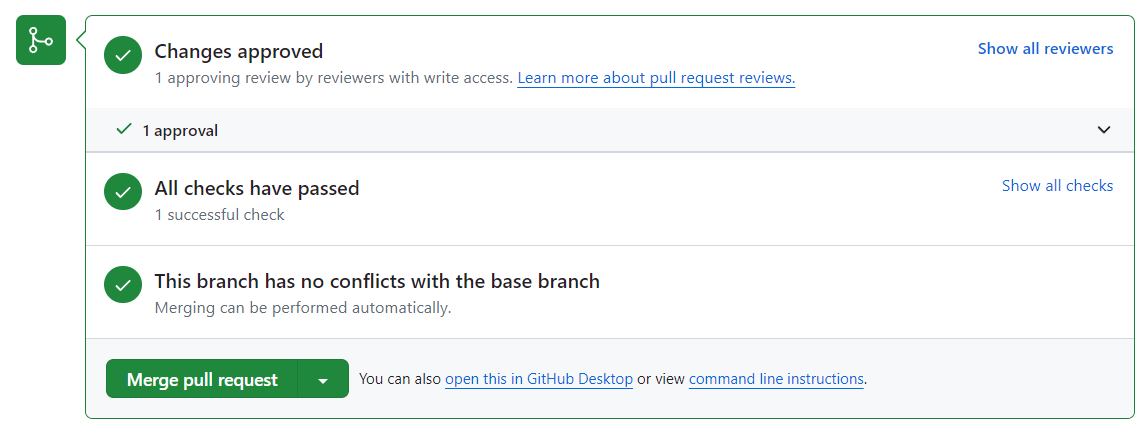 Changes approved
Show all reviewers
1 approving review by reviewers with write access. Learn more about pull request reviews.
1 approval
All checks have passed
Show all checks
1 successful check
This branch has no conflicts with the base branch
Merging can be performed automatically.
Merge pull request
You can also open this in GitHub Desktop or view command line instructions.